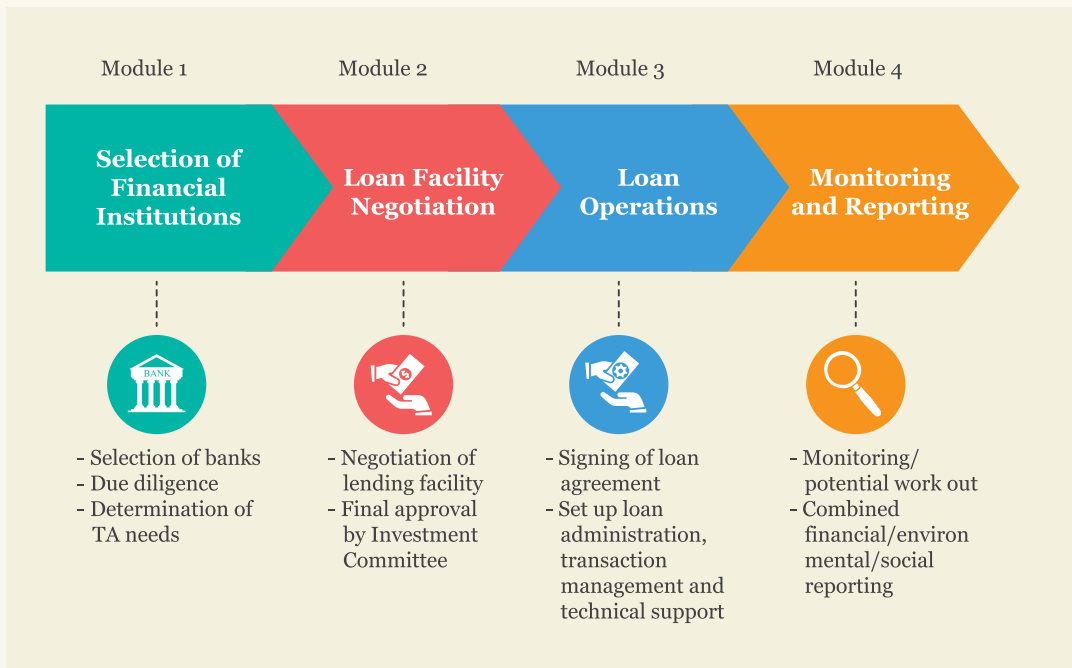 Module 1
Module 2
Module 3
Module 4
Selection of
Financial
Institutions
Loan Facility
Negotiation
Loan
Operations
Monitoring
and Reporting
BANK
$
- Selection of banks
- Due diligence
- Determination of
TA needs
- Negotiation of
lending facility
- Final approval
by Investment
Committee
- Signing of loan
agreement
- Set up loan
administration,
transaction
management and
technical support
- Monitoring/
potential work out
- Combined
financial/environ
mental/social
reporting